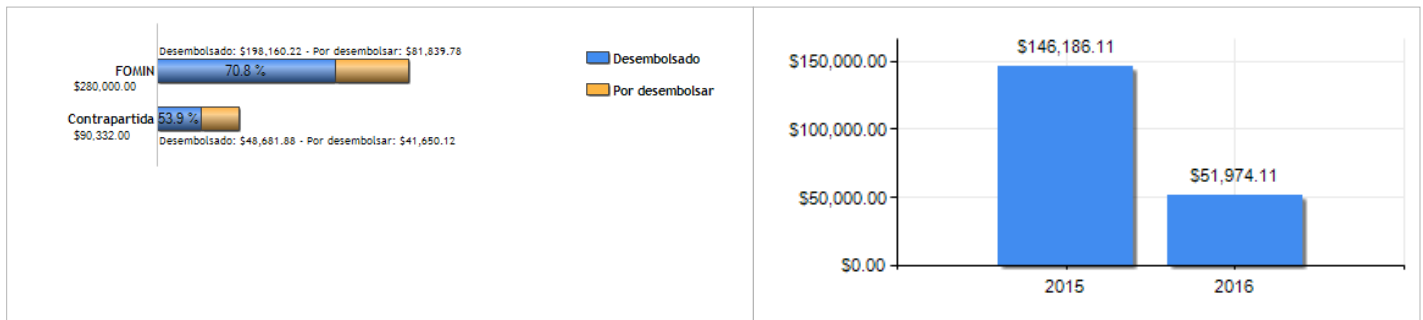 Desembolsado: $198,160.22 - Por desembolsar: $81,839.78
FOMIN
$280,000.00
70.8 %
Contrapartida
$90,332.00
53.9 %
Desembolsado: $48,681.88 - Por desembolsar: $41,650.12
Desembolsado
Por desembolsar
$146,186.11
$150,000.00
$100,000.00
$51,974.11
$50,000.00
$0.00
2015 2016